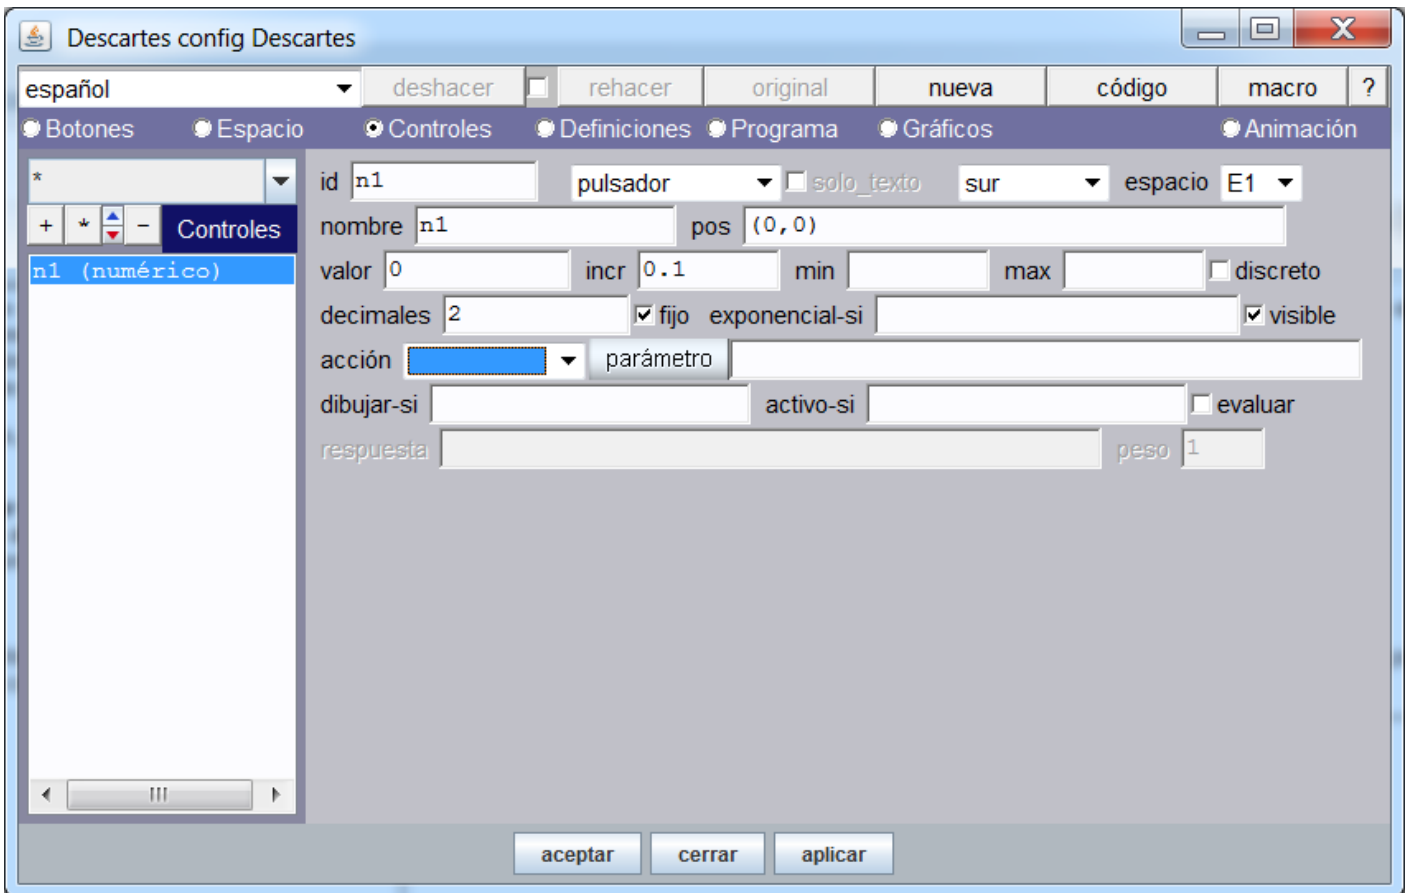 Descartes config Descartes
español deshacer rehacer original nueva código macro ?
Botones Espacio Controles Definiciones Programa Gráficos Animación
* id n1 pulsador solo_texto sur espacio E1
+ * - Controles nombre n1 pos (0,0)
n1 (numérico) valor 0 incr 0.1 min max discreto
decimales 2 fijo exponencial-si visible
acción parámetro
dibujar-si activo-si evaluar
respuesta peso 1
aceptar cerrar aplicar